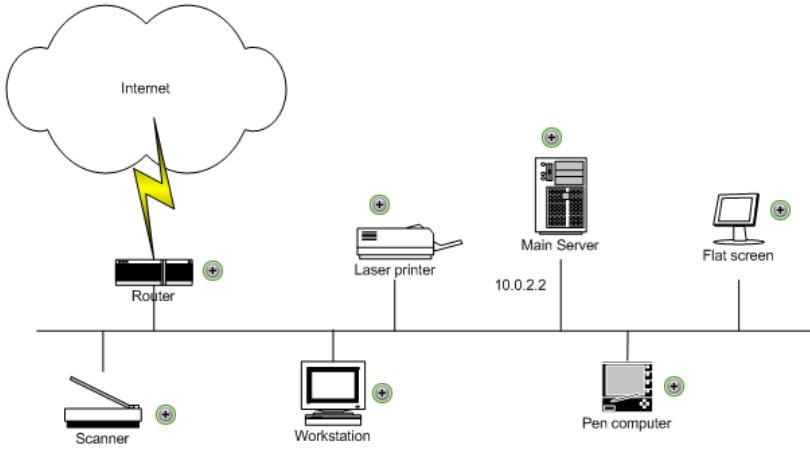 Internet
Main Server
Flat screen
Laser printer
10.0.2.2
Router
Pen computer
Workstation
Scanner